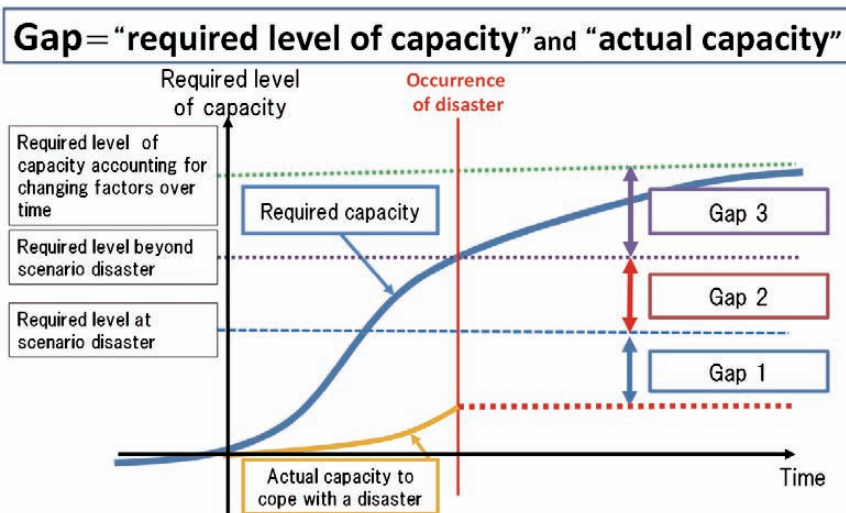 Gap=“required level of capacity” and “actual capacity”
Required level
of capacity
Occurrence
of disaster
Required level of
capacity accounting for
changing factors over
time
Required capacity
Gap 3
Required level beyond
scenario disaster
Gap 2
Required level at
scenario disaster
Gap 1
Time
Actual capacity to
cope with a disaster